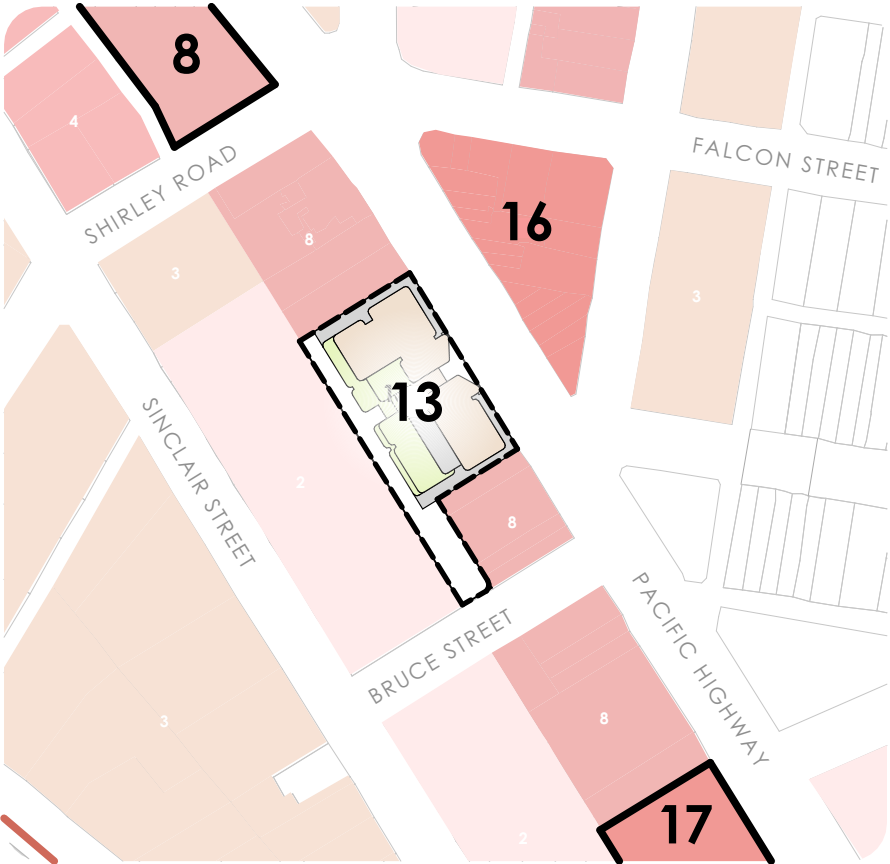 8
4
FALCON STREET
SHIRLEY ROAD
16
8
3
3
13
SINCLAIR STREET
2
8
PACIFIC HIGHWAY
BRUCE STREET
3
8
17
2